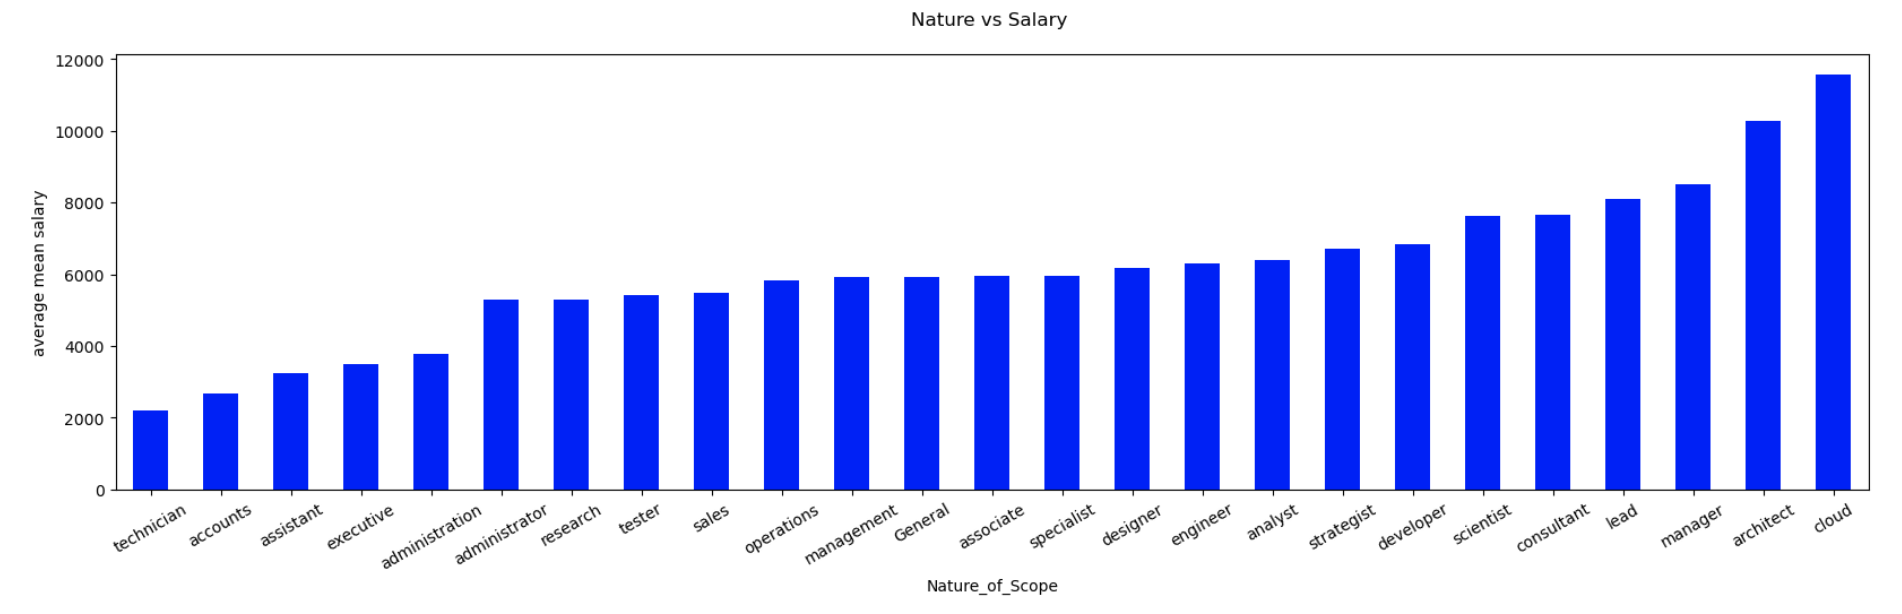 Nature vs Salary
12000
10000
8000
6000
4000
2000
0
average mean salary
technician
accounts
assistant
executive
administration
administrator
research
tester
sales
operations
management
General
associate
specialist
designer
engineer
analyst
strategist
developer
scientist
consultant
lead
manager
architect
cloud
Nature_of_Scope